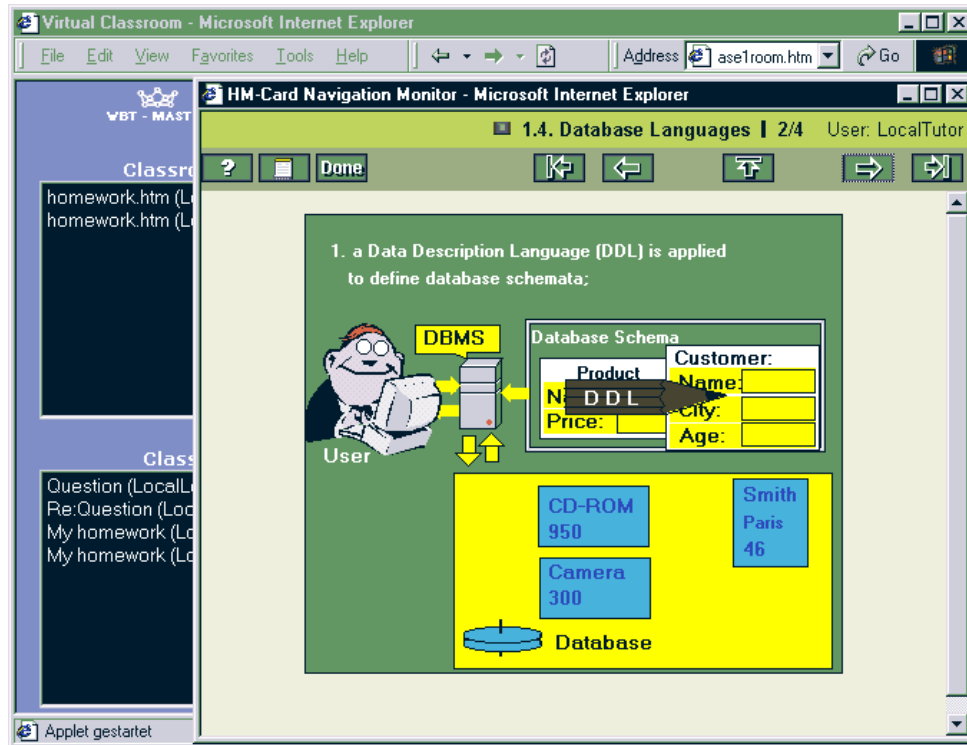 Virtual Classroom - Microsoft Internet Explorer
File Edit View Favorites Tools Help Address ase1room.htm Go
WBT - MAST
Classro
homework.htm (Lo
homework.htm (Lo
Class
Question (LocalL
Re:Question (Loc
My homework (Lo
My homework (Lo
Applet gestartet
HM-Card Navigation Monitor - Microsoft Internet Explorer
1.4. Database Languages | 2/4 User: LocalTutor
? Done
1. a Data Description Language (DDL) is applied
to define database schemata;
DBMS
User
Database Schema
Product
N
Price:
DDL
Customer:
Name:
City:
Age:
CD-ROM
950
Camera
300
Smith
Paris
46
Database